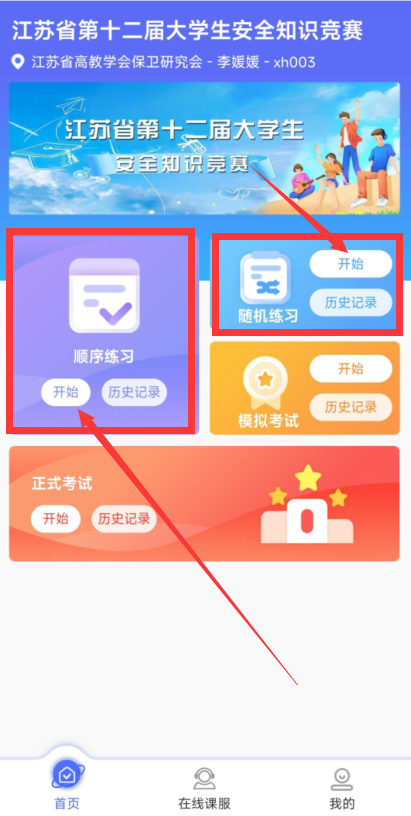 江苏省第十二届大学生安全知识竞赛
江苏省高教学会保卫研究会 - 李媛媛 - xh003
江苏省第十二届大学生
安全知识竞赛
顺序练习
开始
历史记录
随机练习
开始
历史记录
模拟考试
开始
历史记录
正式考试
开始
历史记录
首页
在线课服
我的